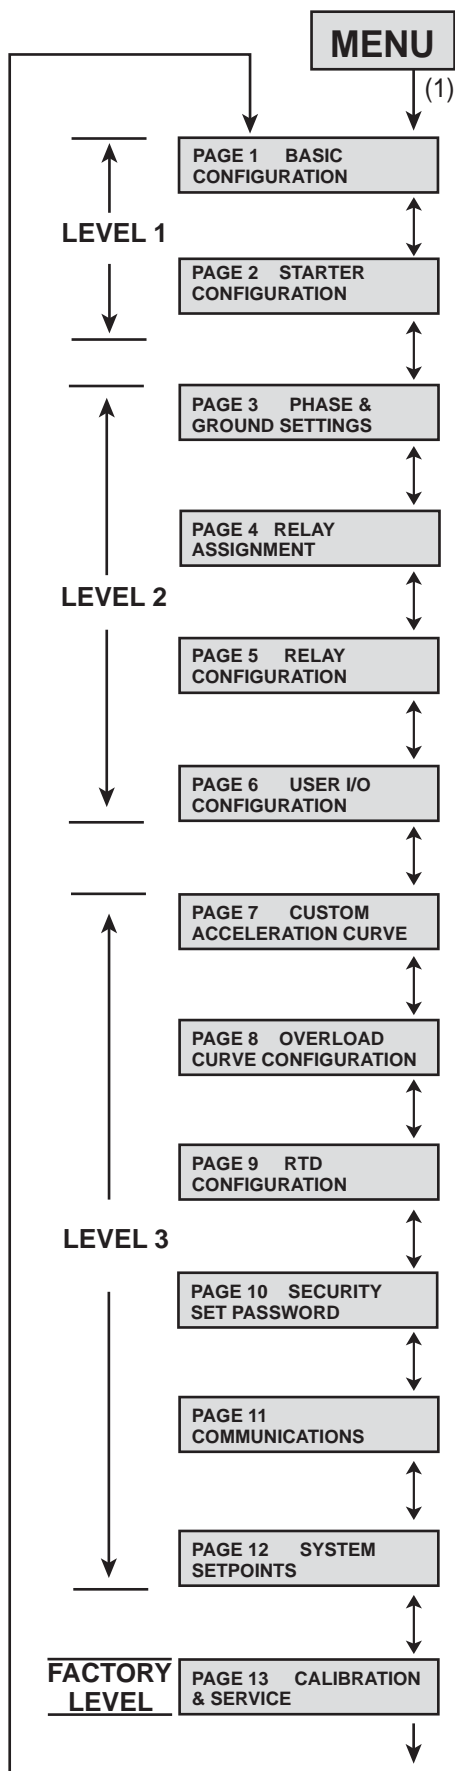 MENU
(1)
PAGE 1 BASIC
CONFIGURATION
LEVEL 1
PAGE 2 STARTER
CONFIGURATION
PAGE 3 PHASE &
GROUND SETTINGS
PAGE 4 RELAY
ASSIGNMENT
LEVEL 2
PAGE 5 RELAY
CONFIGURATION
PAGE 6 USER I/O
CONFIGURATION
PAGE 7 CUSTOM
ACCELERATION CURVE
PAGE 8 OVERLOAD
CURVE CONFIGURATION
PAGE 9 RTD
CONFIGURATION
LEVEL 3
PAGE 10 SECURITY
SET PASSWORD
PAGE 11
COMMUNICATIONS
PAGE 12 SYSTEM
SETPOINTS
FACTORY
LEVEL
PAGE 13 CALIBRATION
& SERVICE